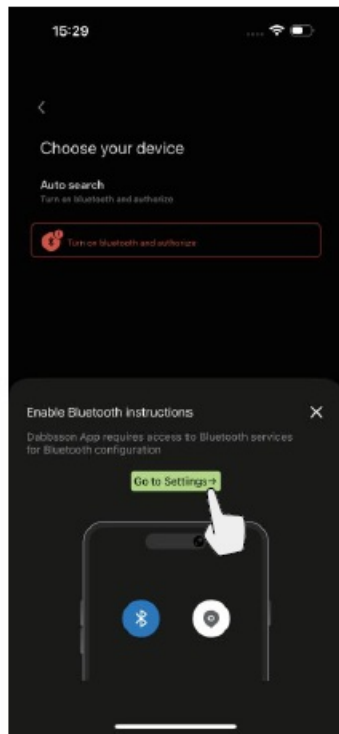 15:29
Choose your device
Auto search
Turn on bluetooth and authorize
Turn on bluetooth and authorize
Enable Bluetooth instructions
Dabbsson App requires access to Bluetooth services
for Bluetooth configuration
Go to Settings→